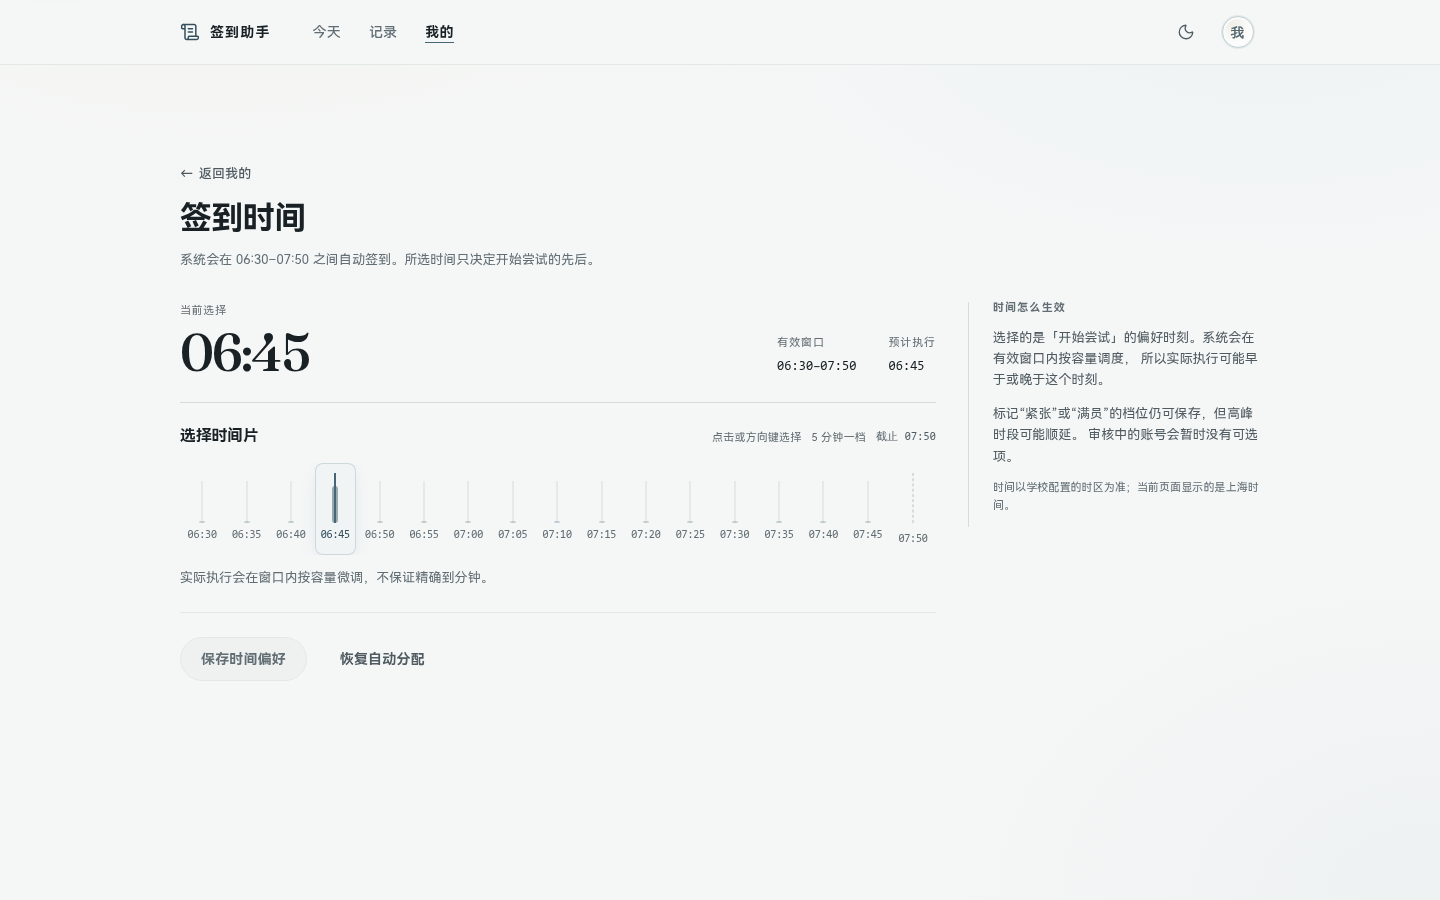 签到助手 今天 记录 我的 我
← 返回我的
签到时间
系统会在 06:30–07:50 之间自动签到。所选时间只决定开始尝试的先后。
当前选择
06:45
有效窗口 预计执行
06:30–07:50 06:45
选择时间片
点击或方向键选择 5 分钟一档 截止 07:50
06:30 06:35 06:40 06:45 06:50 06:55 07:00 07:05 07:10 07:15 07:20 07:25 07:30 07:35 07:40 07:45 07:50
实际执行会在窗口内按容量微调，不保证精确到分钟。
保存时间偏好 恢复自动分配
时间怎么生效
选择的是「开始尝试」的偏好时刻。系统会在
有效窗口内按容量调度， 所以实际执行可能早
于或晚于这个时刻。
标记“紧张”或“满员”的档位仍可保存，但高峰
时段可能顺延。 审核中的账号会暂时没有可选
项。
时间以学校配置的时区为准；当前页面显示的是上海时
间。